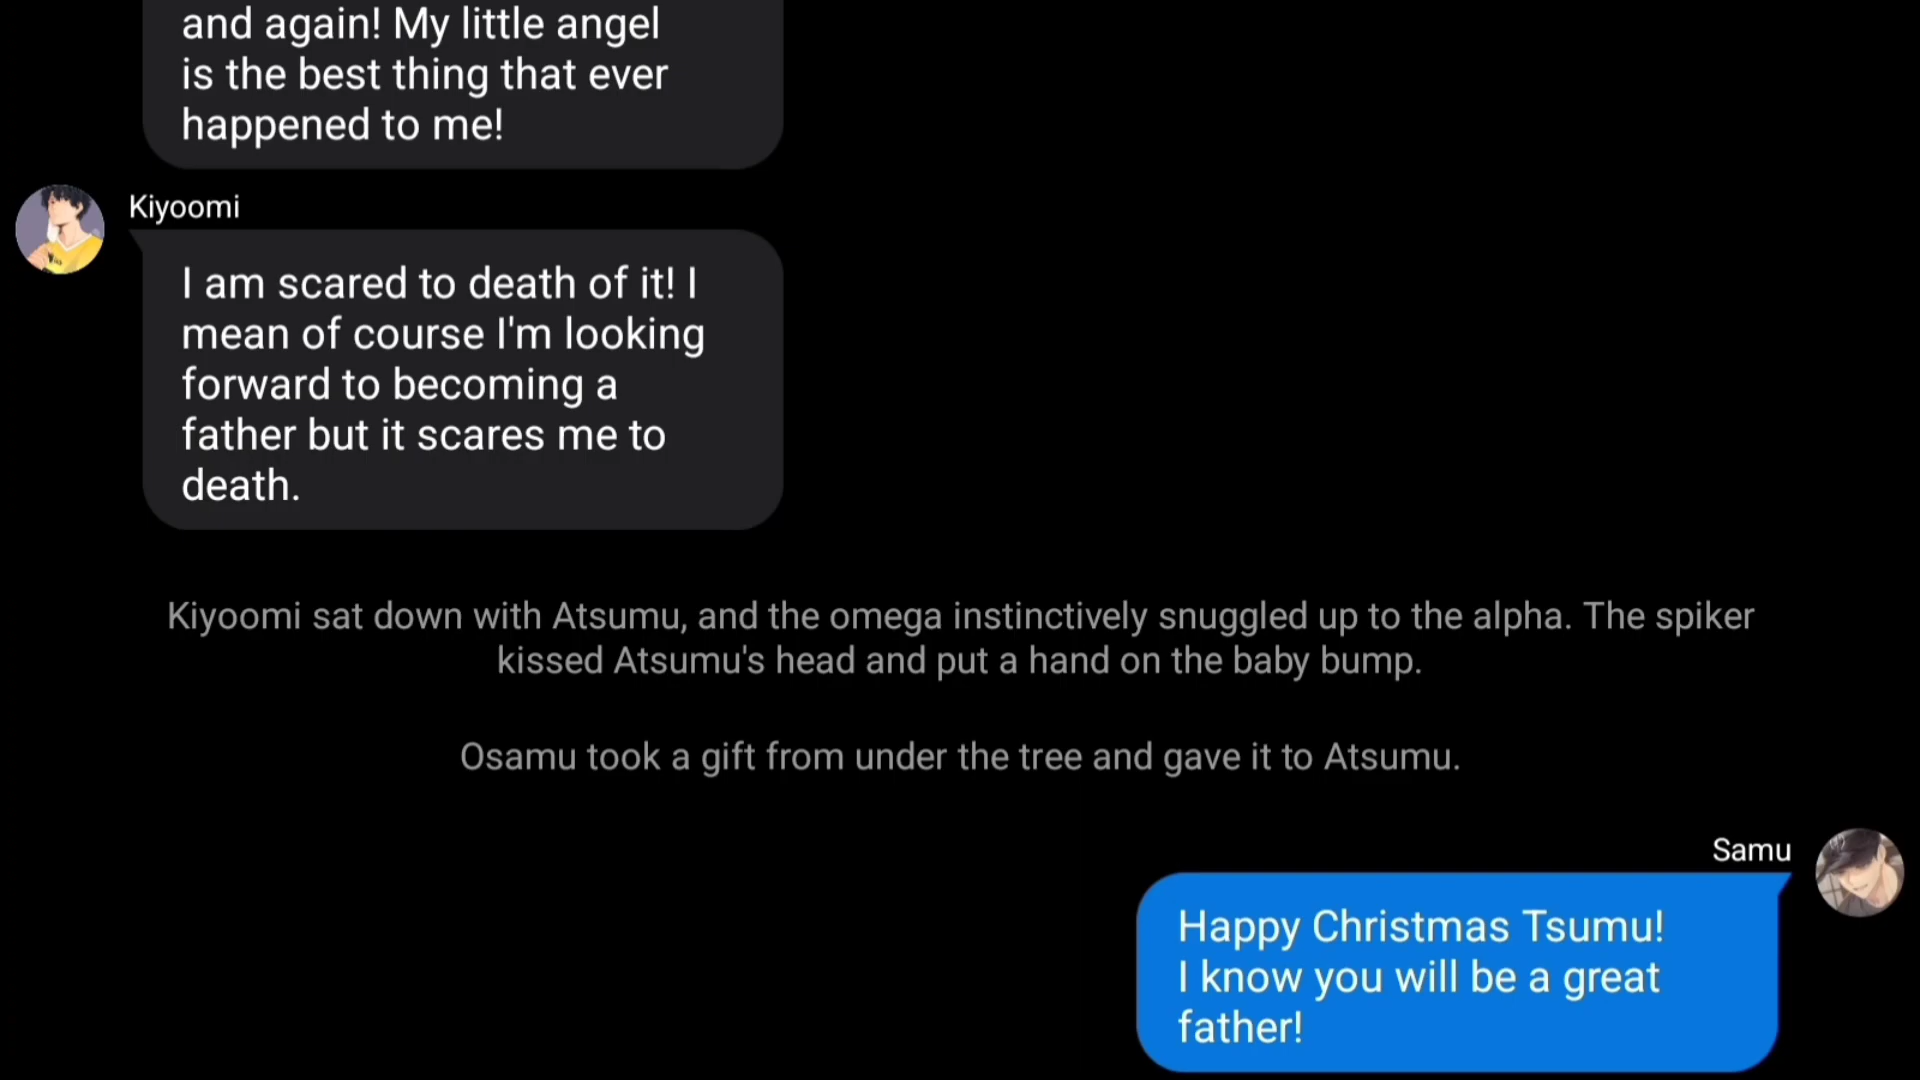 and again! My little angel
is the best thing that ever
happened to me!
Kiyoomi
I am scared to death of it! I
mean of course I'm looking
forward to becoming a
father but it scares me to
death.
Kiyoomi sat down with Atsumu, and the omega instinctively snuggled up to the alpha. The spiker
kissed Atsumu's head and put a hand on the baby bump.
Osamu took a gift from under the tree and gave it to Atsumu.
Samu
Happy Christmas Tsumu!
I know you will be a great
father!